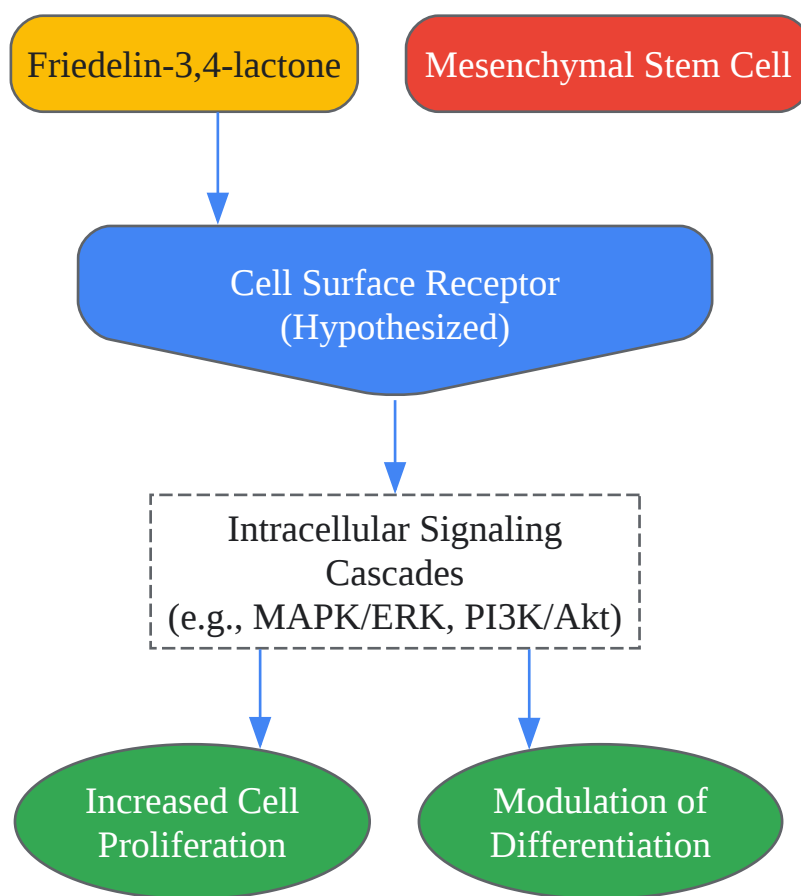 Friedelin-3,4-lactone
Mesenchymal Stem Cell
Cell Surface Receptor
(Hypothesized)
Intracellular Signaling
Cascades
(e.g., MAPK/ERK, PI3K/Akt)
Increased Cell
Proliferation
Modulation of
Differentiation